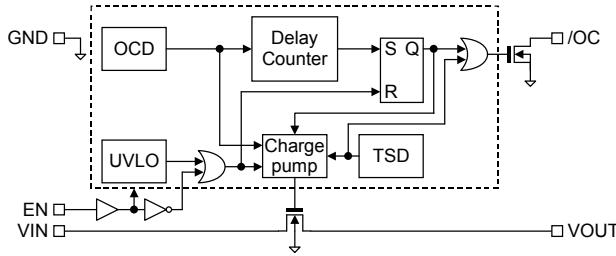 GND
OCD
Delay
Counter
S Q
R
/OC
UVLO
Charge
pump
TSD
EN
VIN
VOUT